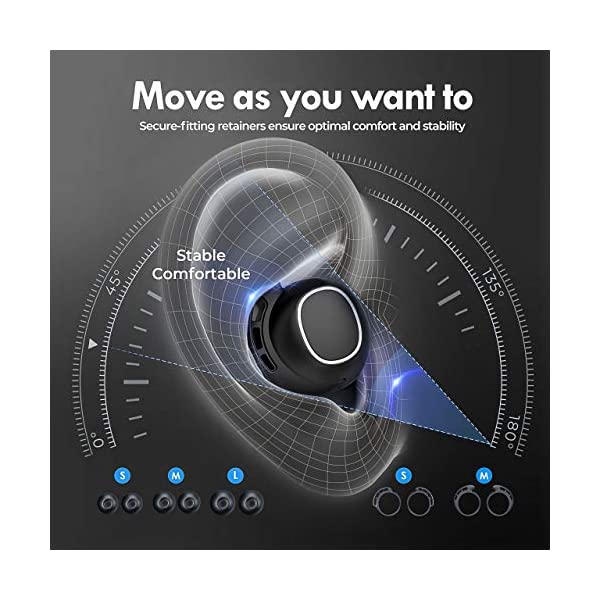 Move as you want to
Secure-fitting retainers ensure optimal comfort and stability
Stable
Comfortable
45°
135°
0°
180°
S M L
S M